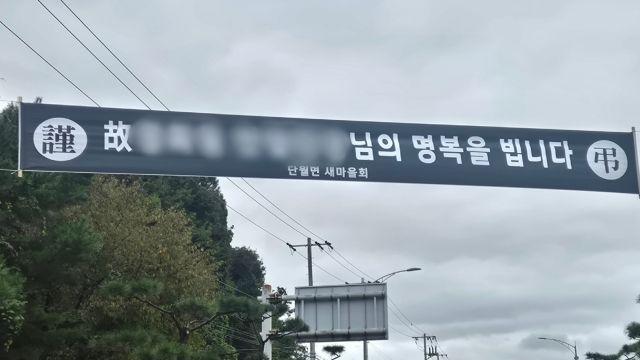 謹 故 님의 명복을 빕니다 弔
단월면 새마을회